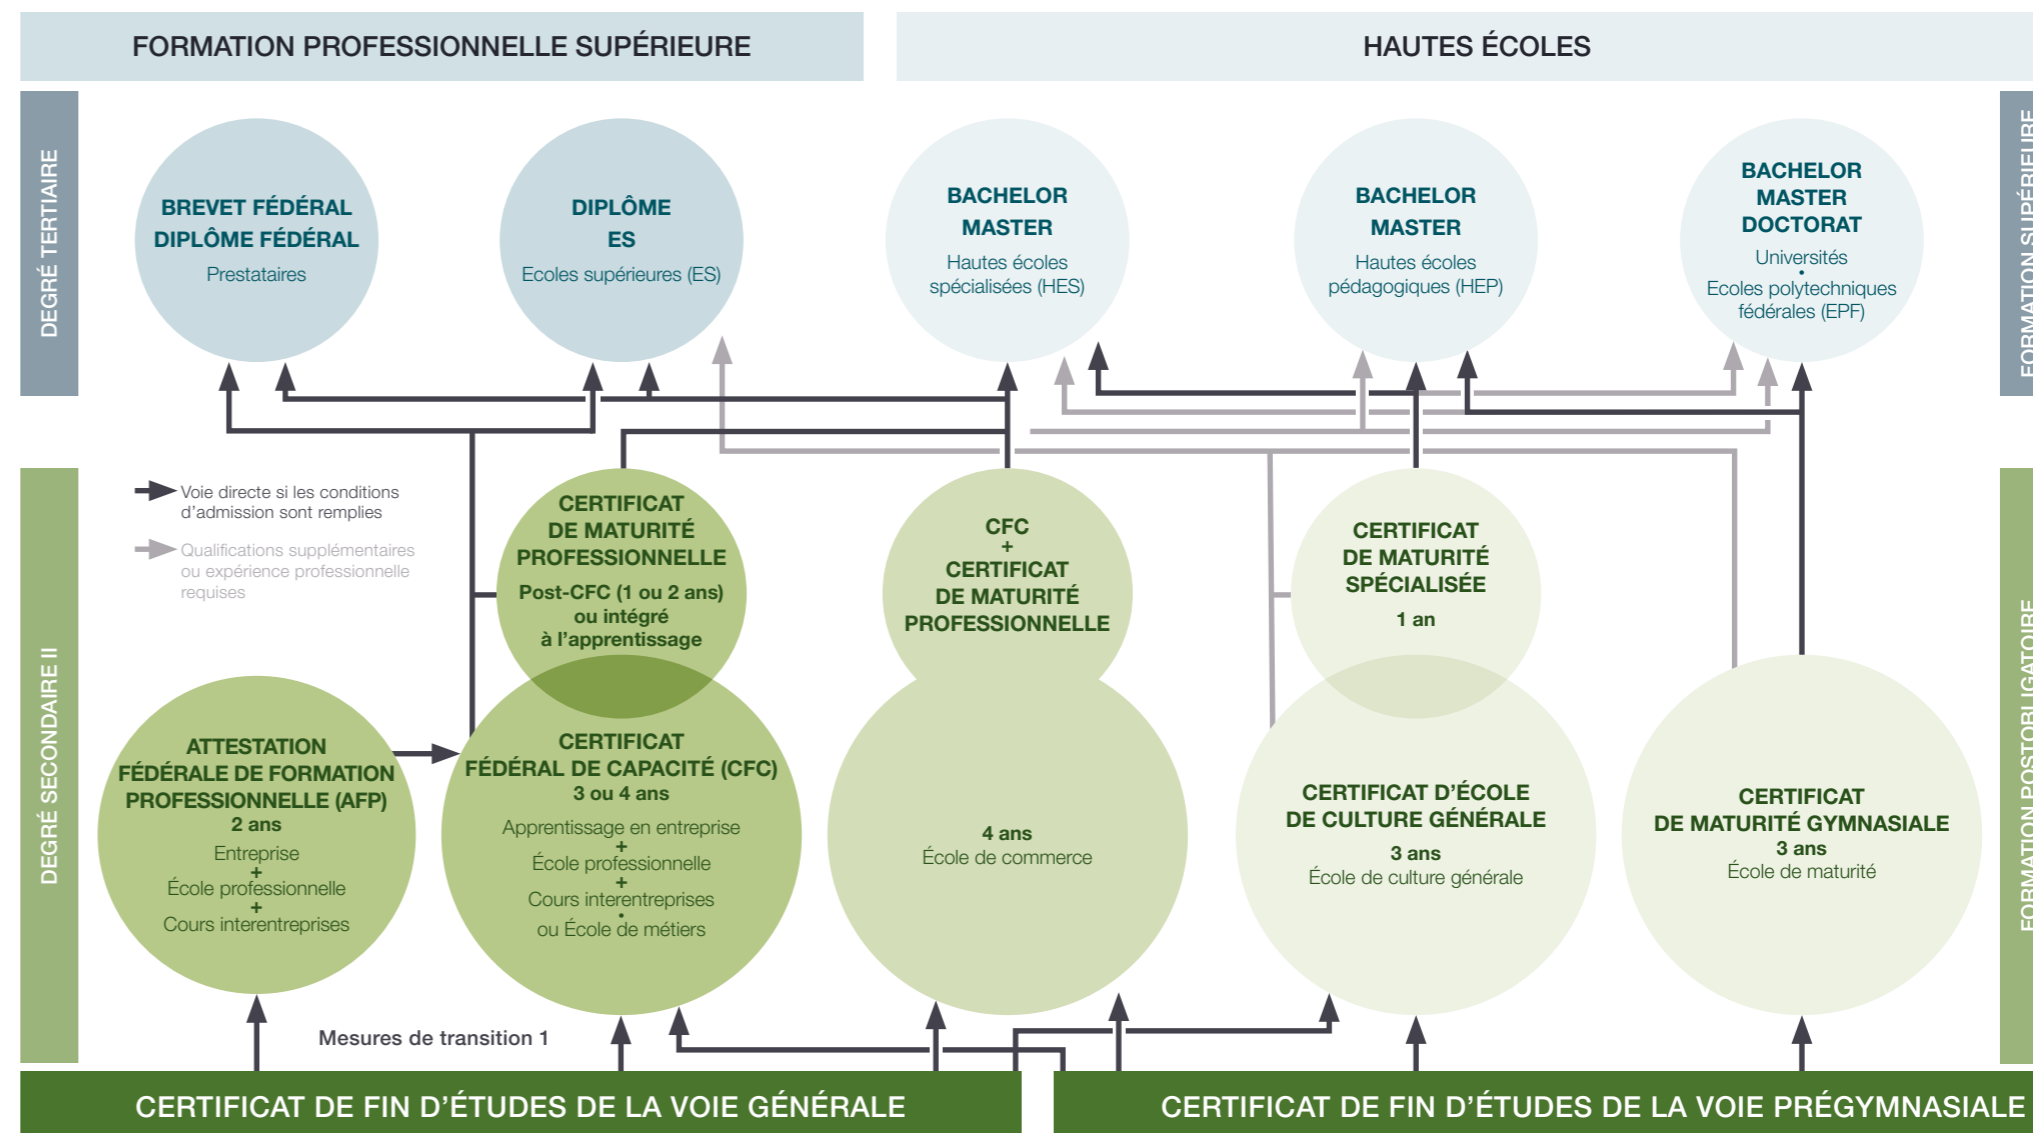 FORMATION PROFESSIONNELLE SUPÉRIEURE
HAUTES ÉCOLES
DEGRÉ TERTIAIRE
FORMATION SUPÉRIEURE
BREVET FÉDÉRAL
DIPLÔME FÉDÉRAL
Prestataires
DIPLÔME
ES
Ecoles supérieures (ES)
BACHELOR
MASTER
Hautes écoles
spécialisées (HES)
BACHELOR
MASTER
Hautes écoles
pédagogiques (HEP)
BACHELOR
MASTER
DOCTORAT
Universités
•
Ecoles polytechniques
fédérales (EPF)
DEGRÉ SECONDAIRE II
FORMATION POSTOBLIGATOIRE
Voie directe si les conditions
d'admission sont remplies
Qualifications supplémentaires
ou expérience professionnelle
requises
CERTIFICAT
DE MATURITÉ
PROFESSIONNELLE
Post-CFC (1 ou 2 ans)
ou intégré
à l'apprentissage
CFC
+
CERTIFICAT
DE MATURITÉ
PROFESSIONNELLE
CERTIFICAT
DE MATURITÉ
SPÉCIALISÉE
1 an
ATTESTATION
FÉDÉRALE DE FORMATION
PROFESSIONNELLE (AFP)
2 ans
Entreprise
+
École professionnelle
+
Cours interentreprises
CERTIFICAT
FÉDÉRAL DE CAPACITÉ (CFC)
3 ou 4 ans
Apprentissage en entreprise
+
École professionnelle
+
Cours interentreprises
•
ou École de métiers
4 ans
École de commerce
CERTIFICAT D'ÉCOLE
DE CULTURE GÉNÉRALE
3 ans
École de culture générale
CERTIFICAT
DE MATURITÉ GYMNASIALE
3 ans
École de maturité
Mesures de transition 1
CERTIFICAT DE FIN D'ÉTUDES DE LA VOIE GÉNÉRALE
CERTIFICAT DE FIN D'ÉTUDES DE LA VOIE PRÉGYMNASIALE